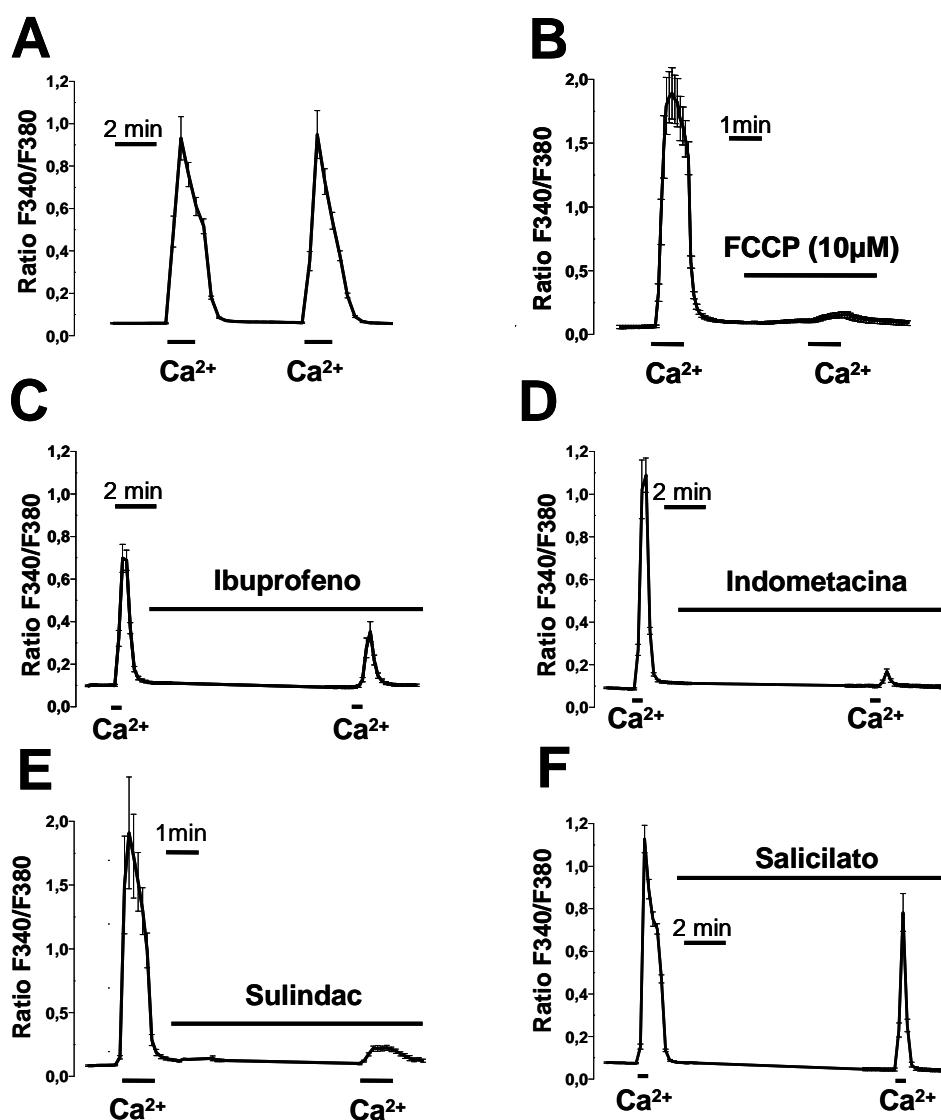 A
Ratio F340/F380
1,2
1,0
0,8
0,6
0,4
0,2
0,0
2 min
Ca²⁺
Ca²⁺
B
Ratio F340/F380
2,0
1,5
1,0
0,5
0,0
1min
FCCP (10µM)
Ca²⁺
Ca²⁺
C
Ratio F340/F380
1,2
1,0
0,8
0,6
0,4
0,2
0,0
2 min
Ibuprofeno
Ca²⁺
Ca²⁺
D
Ratio F340/F380
1,2
1,0
0,8
0,6
0,4
0,2
0,0
2 min
Indometacina
Ca²⁺
Ca²⁺
E
Ratio F340/F380
2,0
1,5
1,0
0,5
0,0
1min
Sulindac
Ca²⁺
Ca²⁺
F
Ratio F340/F380
1,2
1,0
0,8
0,6
0,4
0,2
0,0
Salicilato
2 min
Ca²⁺
Ca²⁺